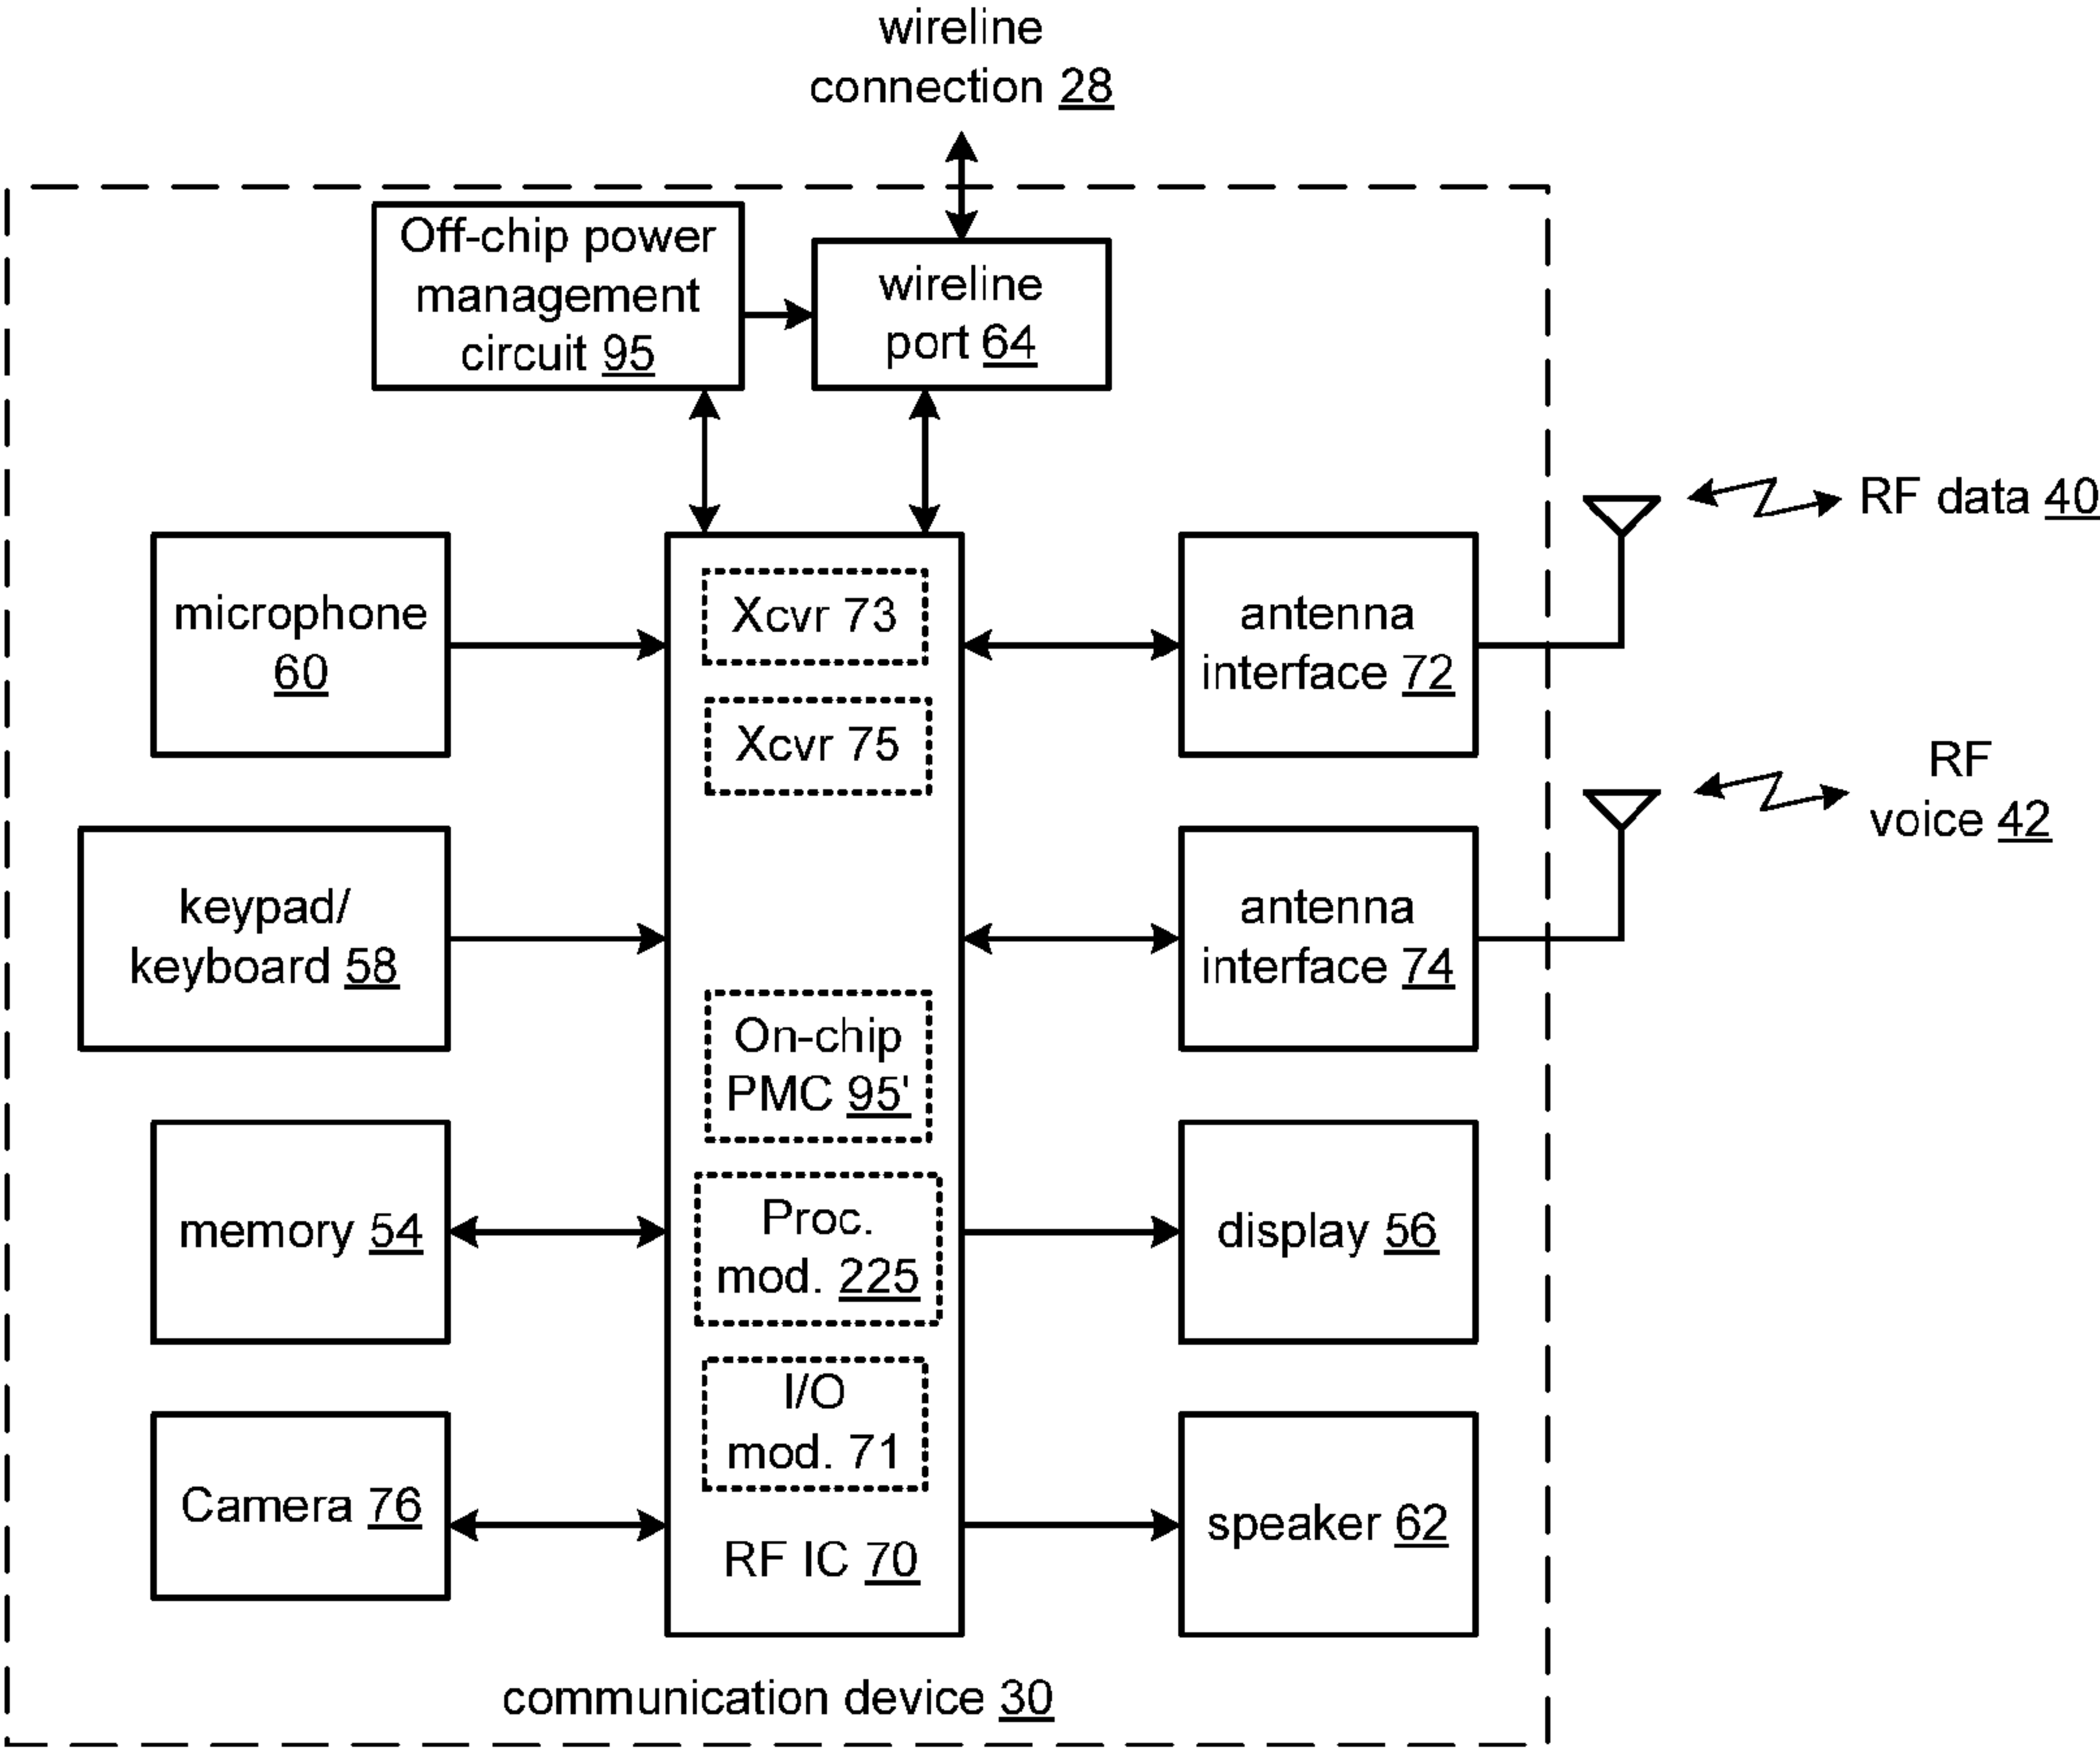 wireline
connection 28
Off-chip power
management
circuit 95
wireline
port 64
RF data 40
microphone
60
Xcvr 73
antenna
interface 72
Xcvr 75
RF
voice 42
keypad/
keyboard 58
antenna
interface 74
On-chip
PMC 95'
memory 54
Proc.
mod. 225
display 56
I/O
mod. 71
Camera 76
RF IC 70
speaker 62
communication device 30